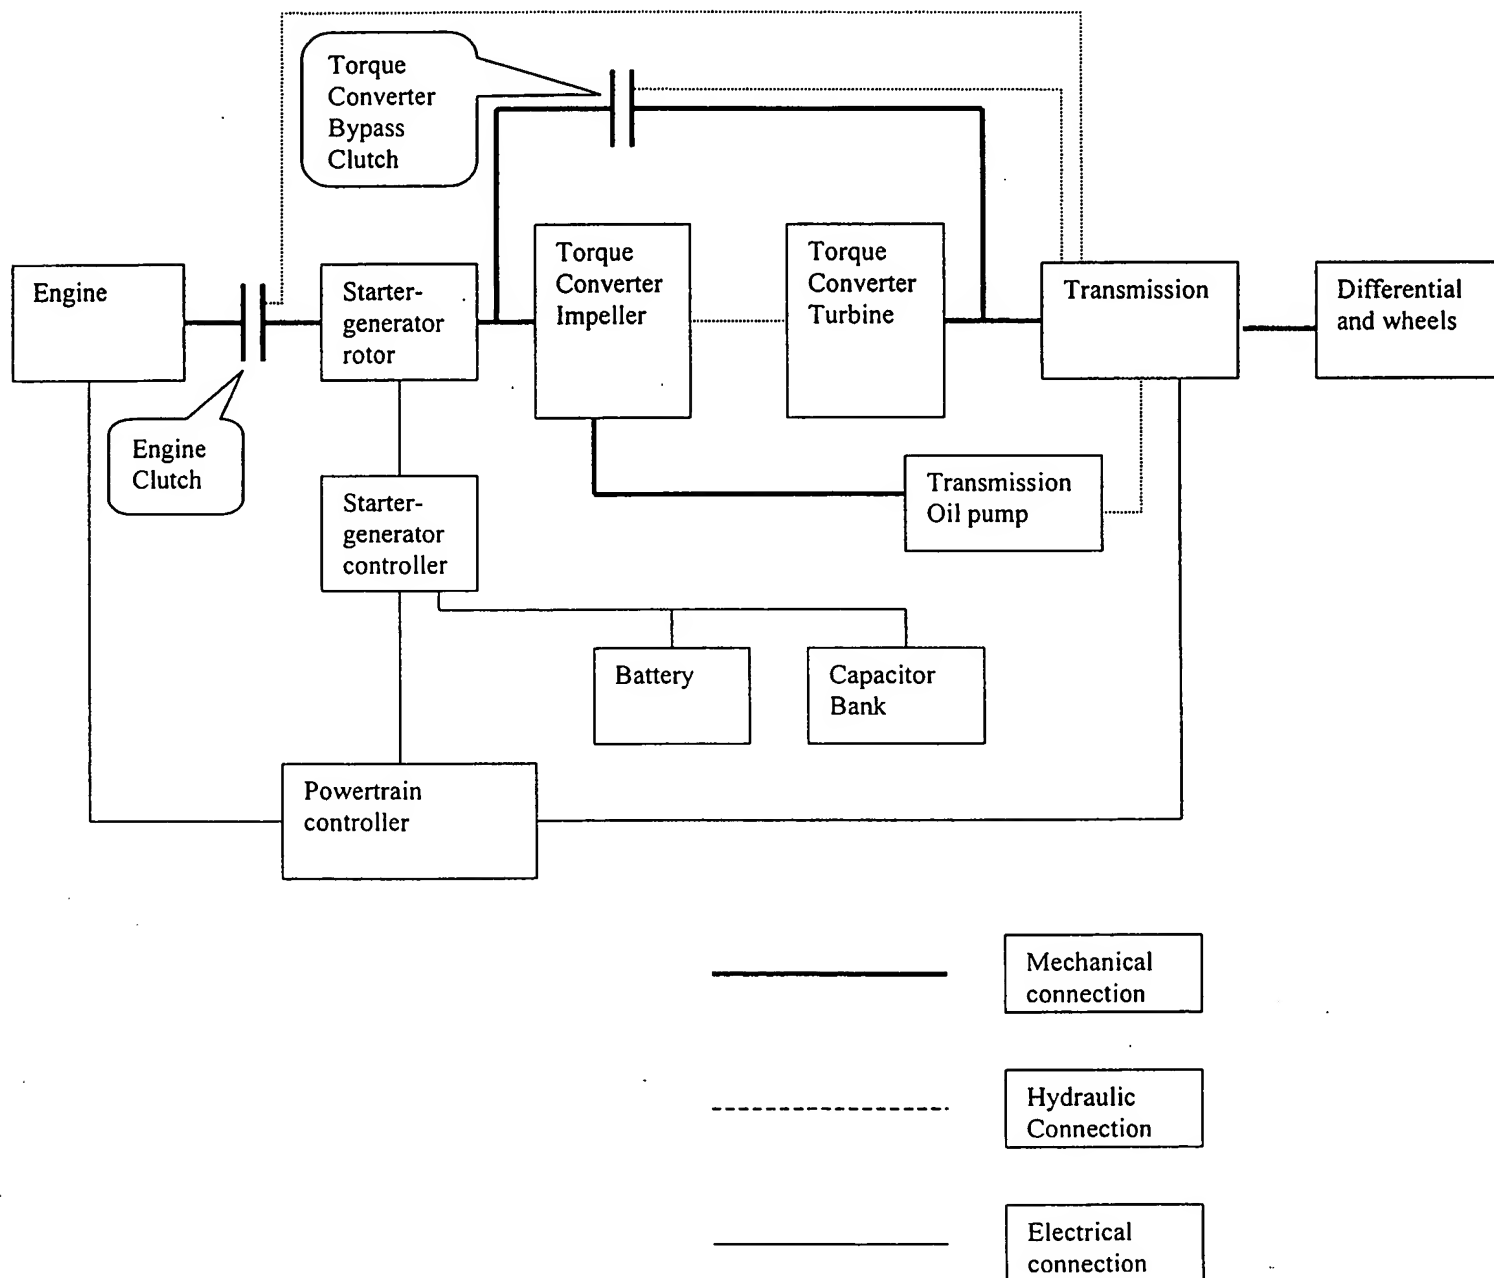 Torque
Converter
Bypass
Clutch
Engine
Starter-
generator
rotor
Torque
Converter
Impeller
Torque
Converter
Turbine
Transmission
Differential
and wheels
Engine
Clutch
Starter-
generator
controller
Transmission
Oil pump
Battery
Capacitor
Bank
Powertrain
controller
Mechanical
connection
Hydraulic
Connection
Electrical
connection